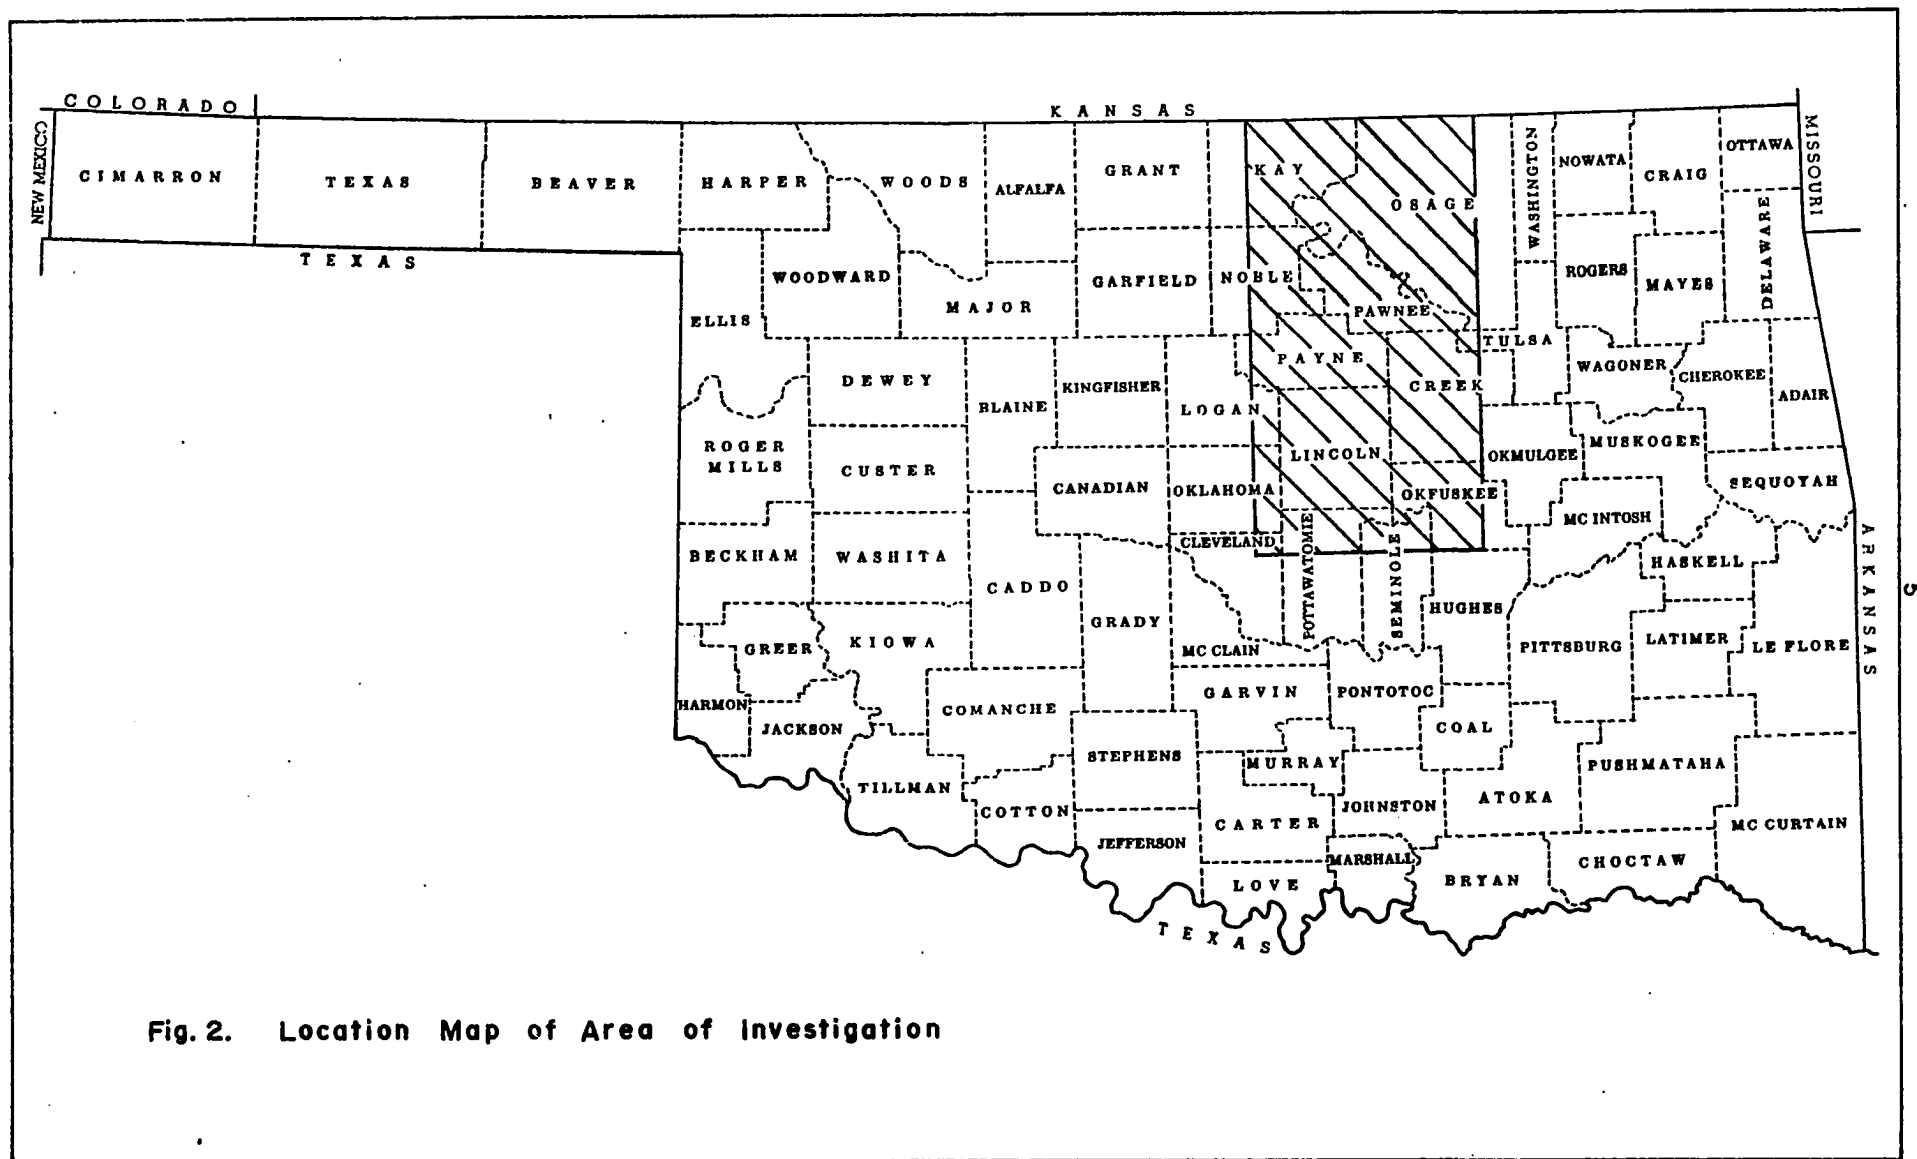 COLORADO
KANSAS
NEW MEXICO
MISSOURI
CIMARRON
TEXAS
BEAVER
HARPER
WOODS
ALFALFA
GRANT
KAY
OSAGE
WASHINGTON
NOWATA
CRAIG
OTTAWA
TEXAS
ELLIS
WOODWARD
MAJOR
GARFIELD
NOBLE
PAWNEE
ROGERS
MAYES
DELAWARE
DEWEY
BLAINE
KINGFISHER
LOGAN
PAYNE
CREEK
TULSA
WAGONER
CHEROKEE
ADAIR
ROGER
MILLS
CUSTER
CANADIAN
OKLAHOMA
LINCOLN
OKFUSKEE
OKMULGEE
MUSKOGEE
SEQUOYAH
BECKHAM
WASHITA
CADDO
GRADY
CLEVELAND
POTTAWATOMIE
SEMINOLE
HUGHES
MC INTOSH
HASKELL
ARKANSAS
5
GREER
KIOWA
MC CLAIN
PITTSBURG
LATIMER
LE FLORE
HARMON
JACKSON
COMANCHE
GARVIN
PONTOTOC
COAL
TILLMAN
COTTON
STEPHENS
MURRAY
JOHNSTON
ATOKA
PUSHMATAHA
JEFFERSON
CARTER
MARSHALL
LOVE
BRYAN
CHOCTAW
MC CURTAIN
TEXAS
Fig. 2. Location Map of Area of Investigation